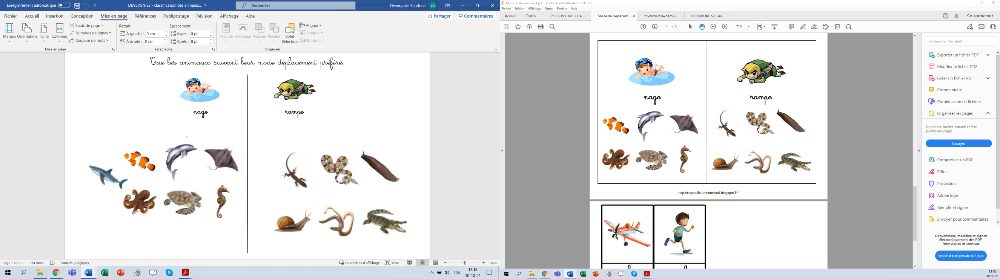 Enregistrement automatique
DEVERGNIES - classification des animaux...
Rechercher
Devergnies Sandrine
DS
Fichier Accueil Insertion Conception Mise en page Références Publipostage Révision Affichage Aide
Partager
Commentaires
Marges
Orientation
Taille
Colonnes
Sauts de page
Numéros de lignes
Coupure de mots
Mise en page
Retrait
À gauche : 0 cm
À droite : 0 cm
Espacement
Avant : 0 pt
Après : 8 pt
Paragraphe
Position
Habillage
Avancer
Reculer
Volet
Sélection
Aligner
Grouper
Rotation
Organiser
Trie les animaux suivant leur mode déplacement préféré.
nage
rampe
Page 7 sur 13
164 mots
Français (Belgique)
Paramètres d'affichage
Focus
100%
FRA
13:18
10-10-21
Mode.de.Deplacement.pdf - Adobe Acrobat Reader DC (32-bit)
Fichier Edition Affichage Signer Fenêtre Aide
Accueil
Outils
POILS.PLUMES.ECA...
Mode.de.Deplacem...
tri-carnivore-herbiv...
HERBIVORE.ou.CAR...
Se connecter
4 / 5
71%
nage
rampe
http://crapouillot-montessori.blogspot.fr/
Rechercher "En-tête"
Exporter un fichier PDF
Modifier le fichier PDF
Créer un fichier PDF
Commentaire
Combinaison de fichiers
Organiser les pages
Supprimer, insérer, extraire et faire
pivoter des pages
Essayer
Compresser un PDF
Biffer
Protection
Adobe Sign
Remplir et signer
Envoyer pour commentaires
Convertissez, modifiez et signez
électroniquement des PDF
formulaires et contrats
Version d'essai gratuite de 7 jours
13:18
10-10-21